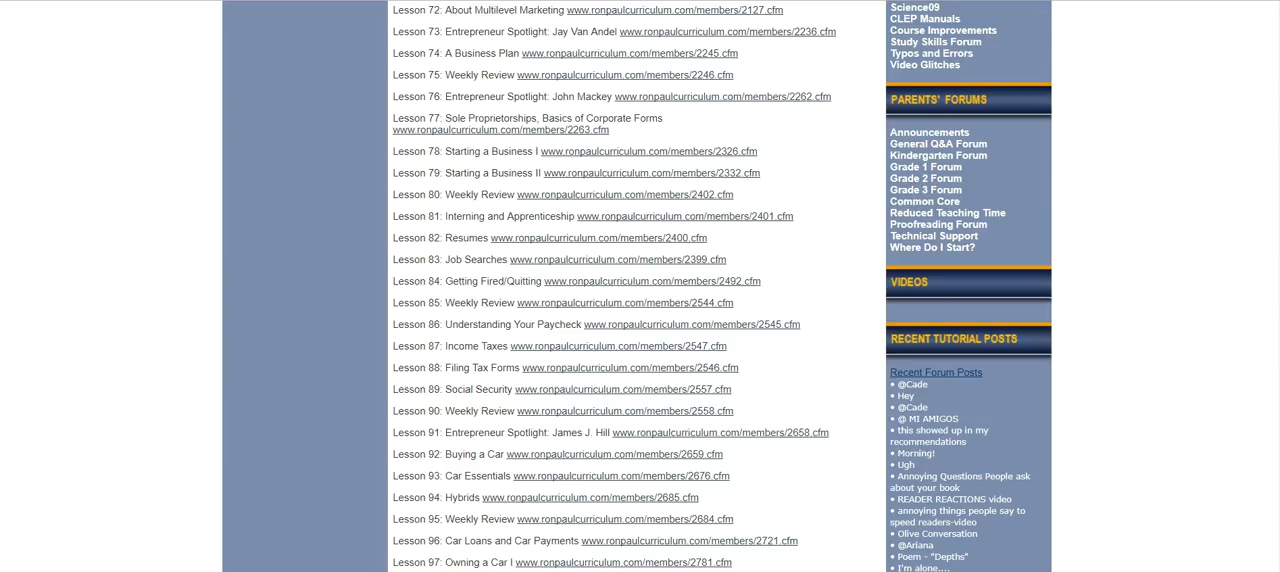 Lesson 72: About Multilevel Marketing www.ronpaulcurriculum.com/members/2127.cfm
Lesson 73: Entrepreneur Spotlight: Jay Van Andel www.ronpaulcurriculum.com/members/2236.cfm
Lesson 74: A Business Plan www.ronpaulcurriculum.com/members/2245.cfm
Lesson 75: Weekly Review www.ronpaulcurriculum.com/members/2246.cfm
Lesson 76: Entrepreneur Spotlight: John Mackey www.ronpaulcurriculum.com/members/2262.cfm
Lesson 77: Sole Proprietorships, Basics of Corporate Forms
www.ronpaulcurriculum.com/members/2263.cfm
Lesson 78: Starting a Business I www.ronpaulcurriculum.com/members/2326.cfm
Lesson 79: Starting a Business II www.ronpaulcurriculum.com/members/2332.cfm
Lesson 80: Weekly Review www.ronpaulcurriculum.com/members/2402.cfm
Lesson 81: Interning and Apprenticeship www.ronpaulcurriculum.com/members/2401.cfm
Lesson 82: Resumes www.ronpaulcurriculum.com/members/2400.cfm
Lesson 83: Job Searches www.ronpaulcurriculum.com/members/2399.cfm
Lesson 84: Getting Fired/Quitting www.ronpaulcurriculum.com/members/2492.cfm
Lesson 85: Weekly Review www.ronpaulcurriculum.com/members/2544.cfm
Lesson 86: Understanding Your Paycheck www.ronpaulcurriculum.com/members/2545.cfm
Lesson 87: Income Taxes www.ronpaulcurriculum.com/members/2547.cfm
Lesson 88: Filing Tax Forms www.ronpaulcurriculum.com/members/2546.cfm
Lesson 89: Social Security www.ronpaulcurriculum.com/members/2557.cfm
Lesson 90: Weekly Review www.ronpaulcurriculum.com/members/2558.cfm
Lesson 91: Entrepreneur Spotlight: James J. Hill www.ronpaulcurriculum.com/members/2658.cfm
Lesson 92: Buying a Car www.ronpaulcurriculum.com/members/2659.cfm
Lesson 93: Car Essentials www.ronpaulcurriculum.com/members/2676.cfm
Lesson 94: Hybrids www.ronpaulcurriculum.com/members/2685.cfm
Lesson 95: Weekly Review www.ronpaulcurriculum.com/members/2684.cfm
Lesson 96: Car Loans and Car Payments www.ronpaulcurriculum.com/members/2721.cfm
Lesson 97: Owning a Car I www.ronpaulcurriculum.com/members/2781.cfm
Science09
CLEP Manuals
Course Improvements
Study Skills Forum
Typos and Errors
Video Glitches
PARENTS' FORUMS
Announcements
General Q&A Forum
Kindergarten Forum
Grade 1 Forum
Grade 2 Forum
Grade 3 Forum
Common Core
Reduced Teaching Time
Proofreading Forum
Technical Support
Where Do I Start?
VIDEOS
RECENT TUTORIAL POSTS
Recent Forum Posts
• @Cade
• Hey
• @Cade
• @ MI AMIGOS
• this showed up in my
recommendations
• Morning!
• Ugh
• Annoying Questions People ask
about your book
• READER REACTIONS video
• annoying things people say to
speed readers-video
• Olive Conversation
• @Ariana
• Poem - "Depths"
• I'm alone....